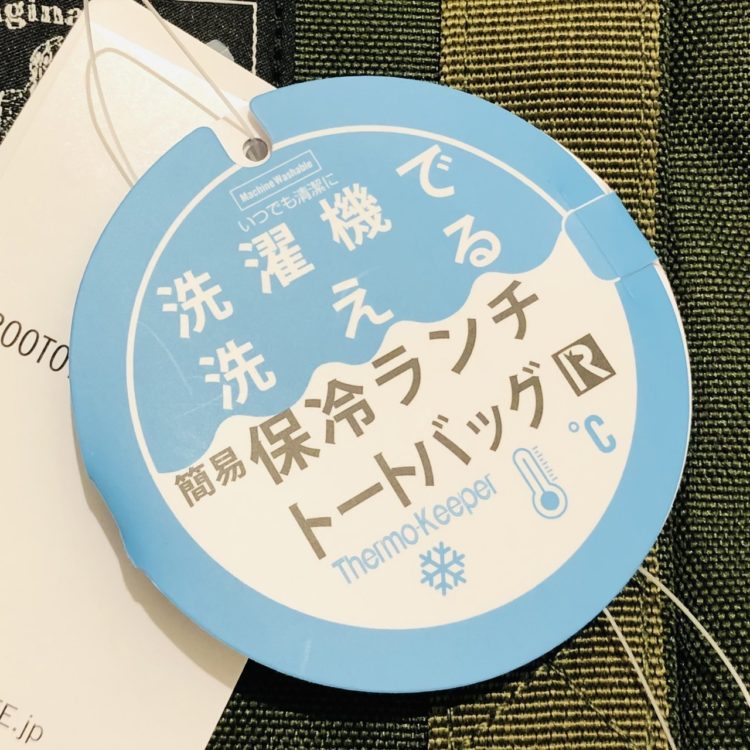 Machine Washable
いつでも清潔に
洗濯機で
洗える
簡易保冷ランチ
トートバッグ R
Thermo-Keeper
℃